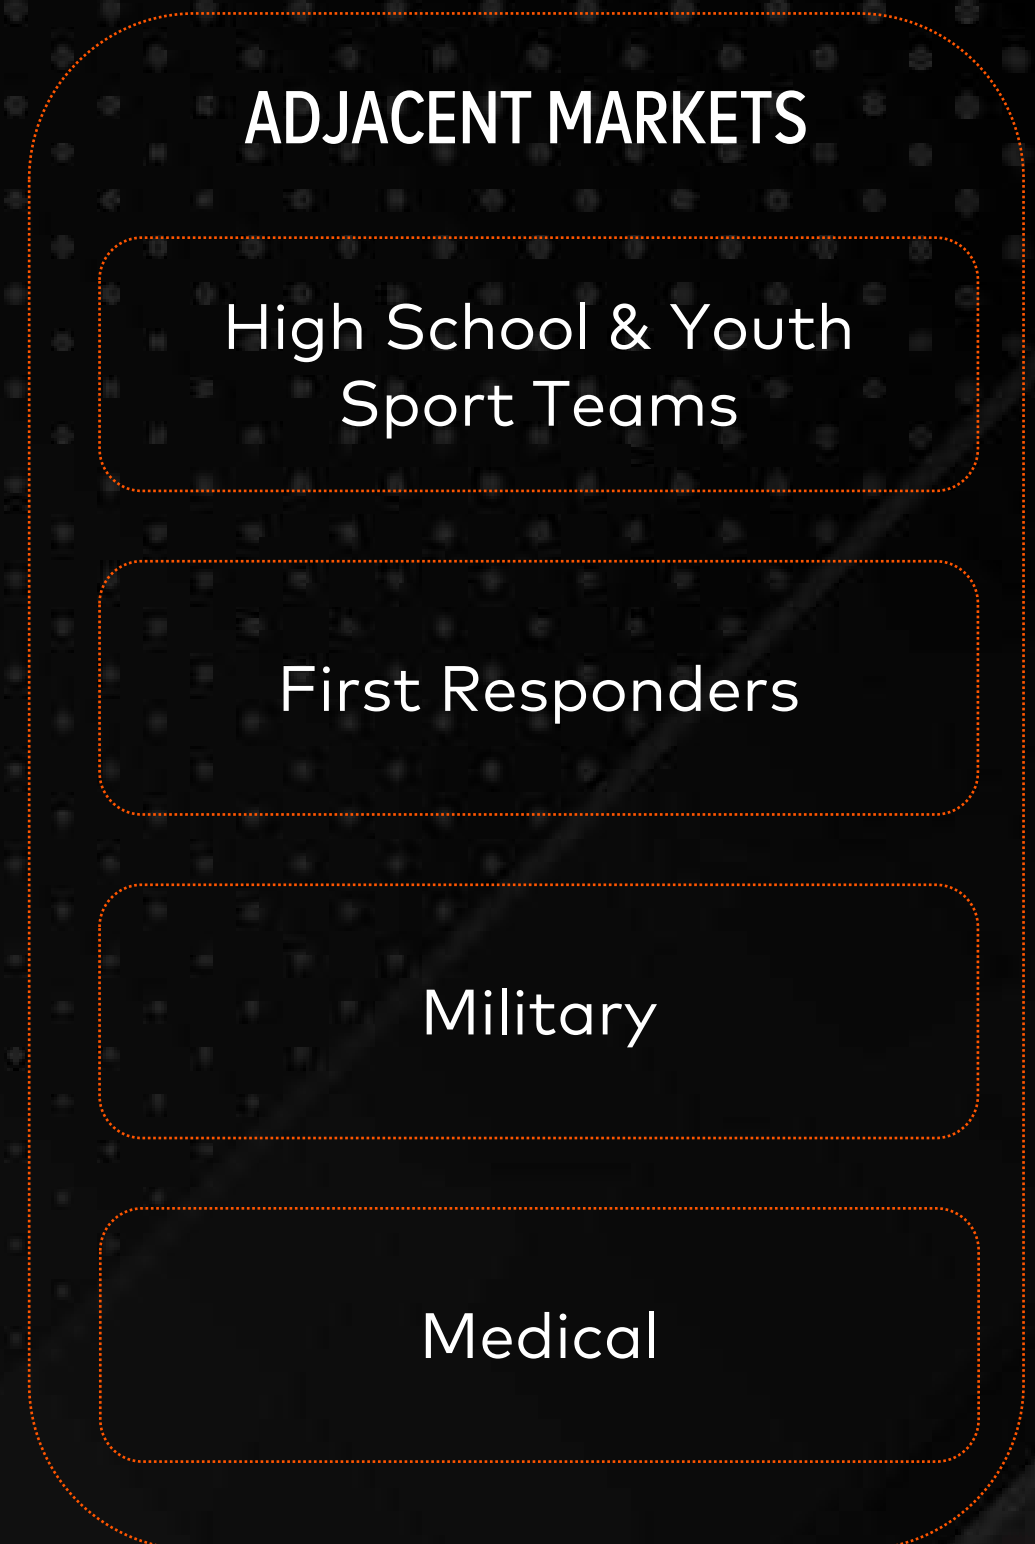 ADJACENT MARKETS
High School & Youth
Sport Teams
First Responders
Military
Medical